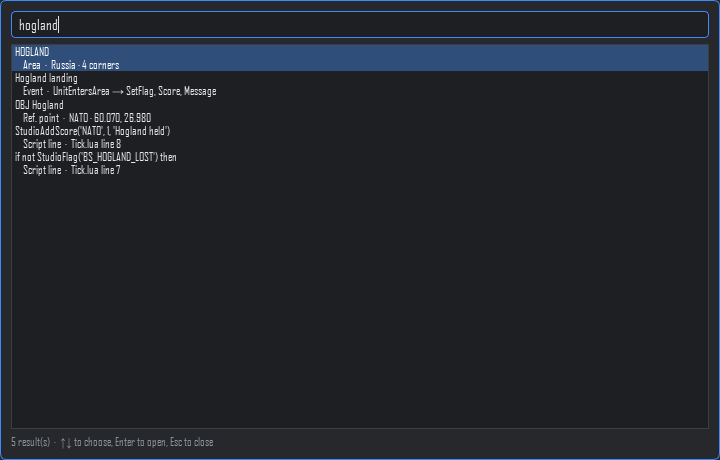 hogland
HOGLAND
Area · Russia · 4 corners
Hogland landing
Event · UnitEntersArea → SetFlag, Score, Message
OBJ Hogland
Ref. point · NATO · 60.070, 26.980
StudioAddScore('NATO', 1, 'Hogland held')
Script line · Tick.lua line 8
if not StudioFlag('BS_HOGLAND_LOST') then
Script line · Tick.lua line 7
5 result(s) · ↑↓ to choose, Enter to open, Esc to close